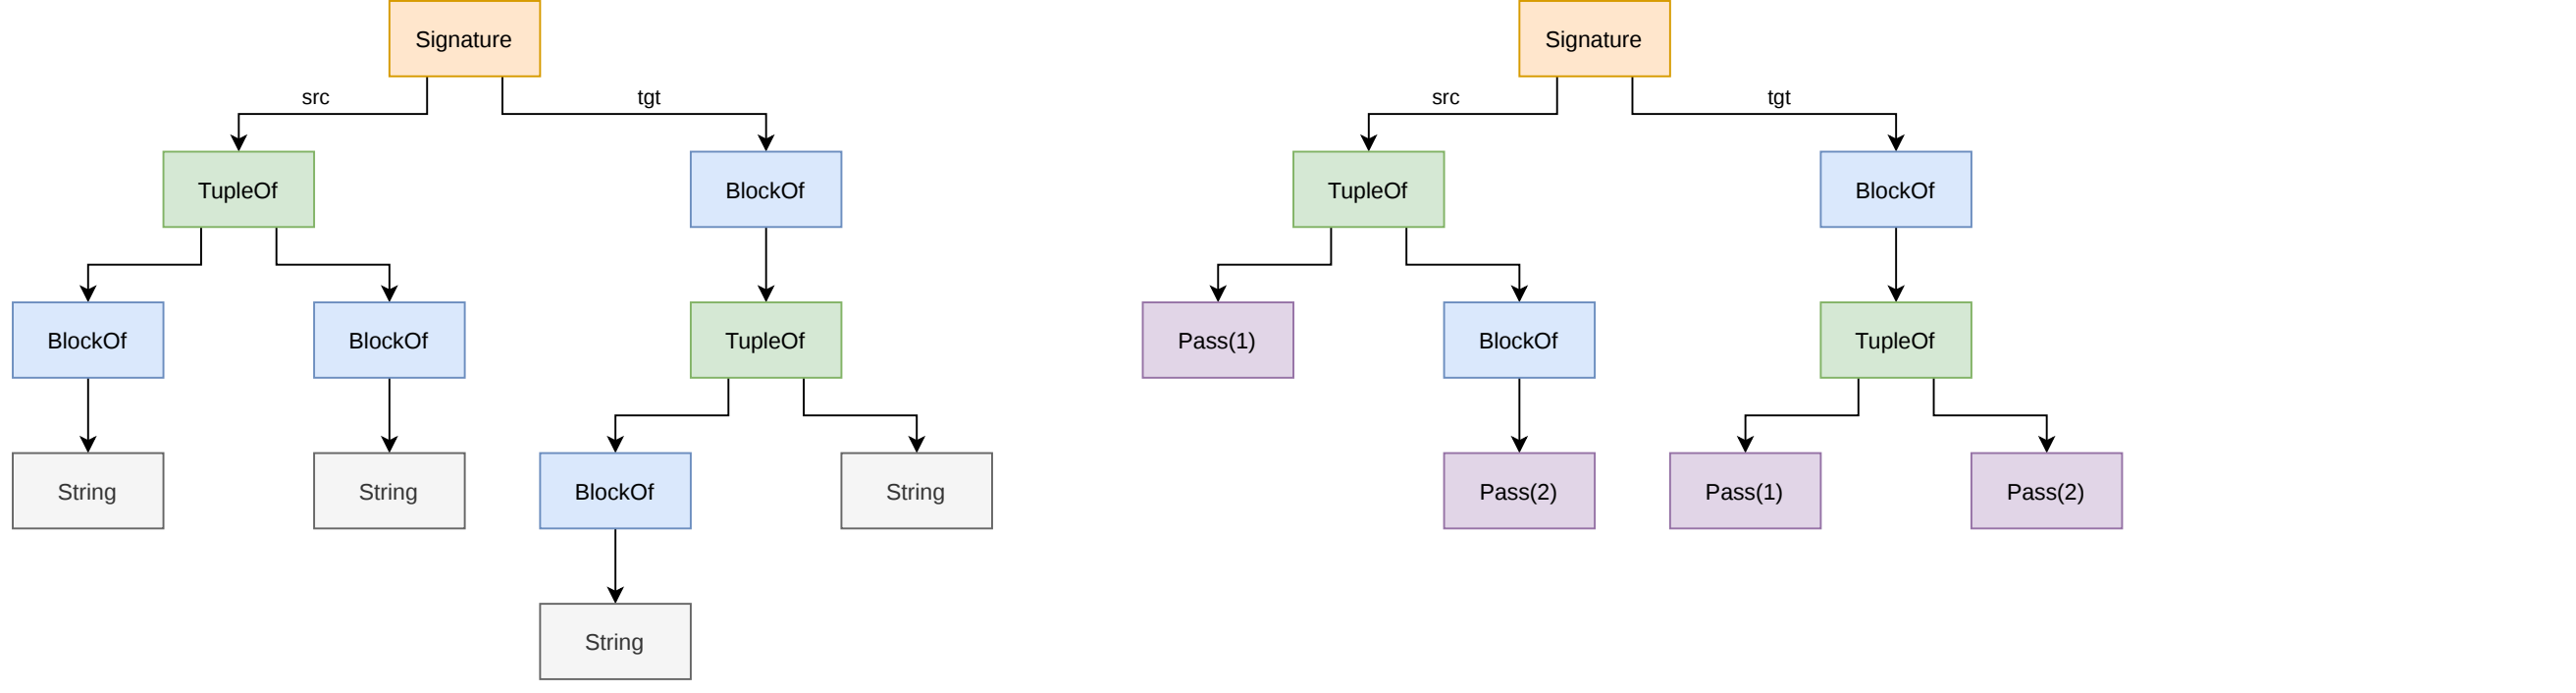 Signature
Signature
src
tgt
src
tgt
TupleOf
BlockOf
TupleOf
BlockOf
BlockOf
BlockOf
TupleOf
Pass(1)
BlockOf
TupleOf
String
String
BlockOf
String
Pass(2)
Pass(1)
Pass(2)
String